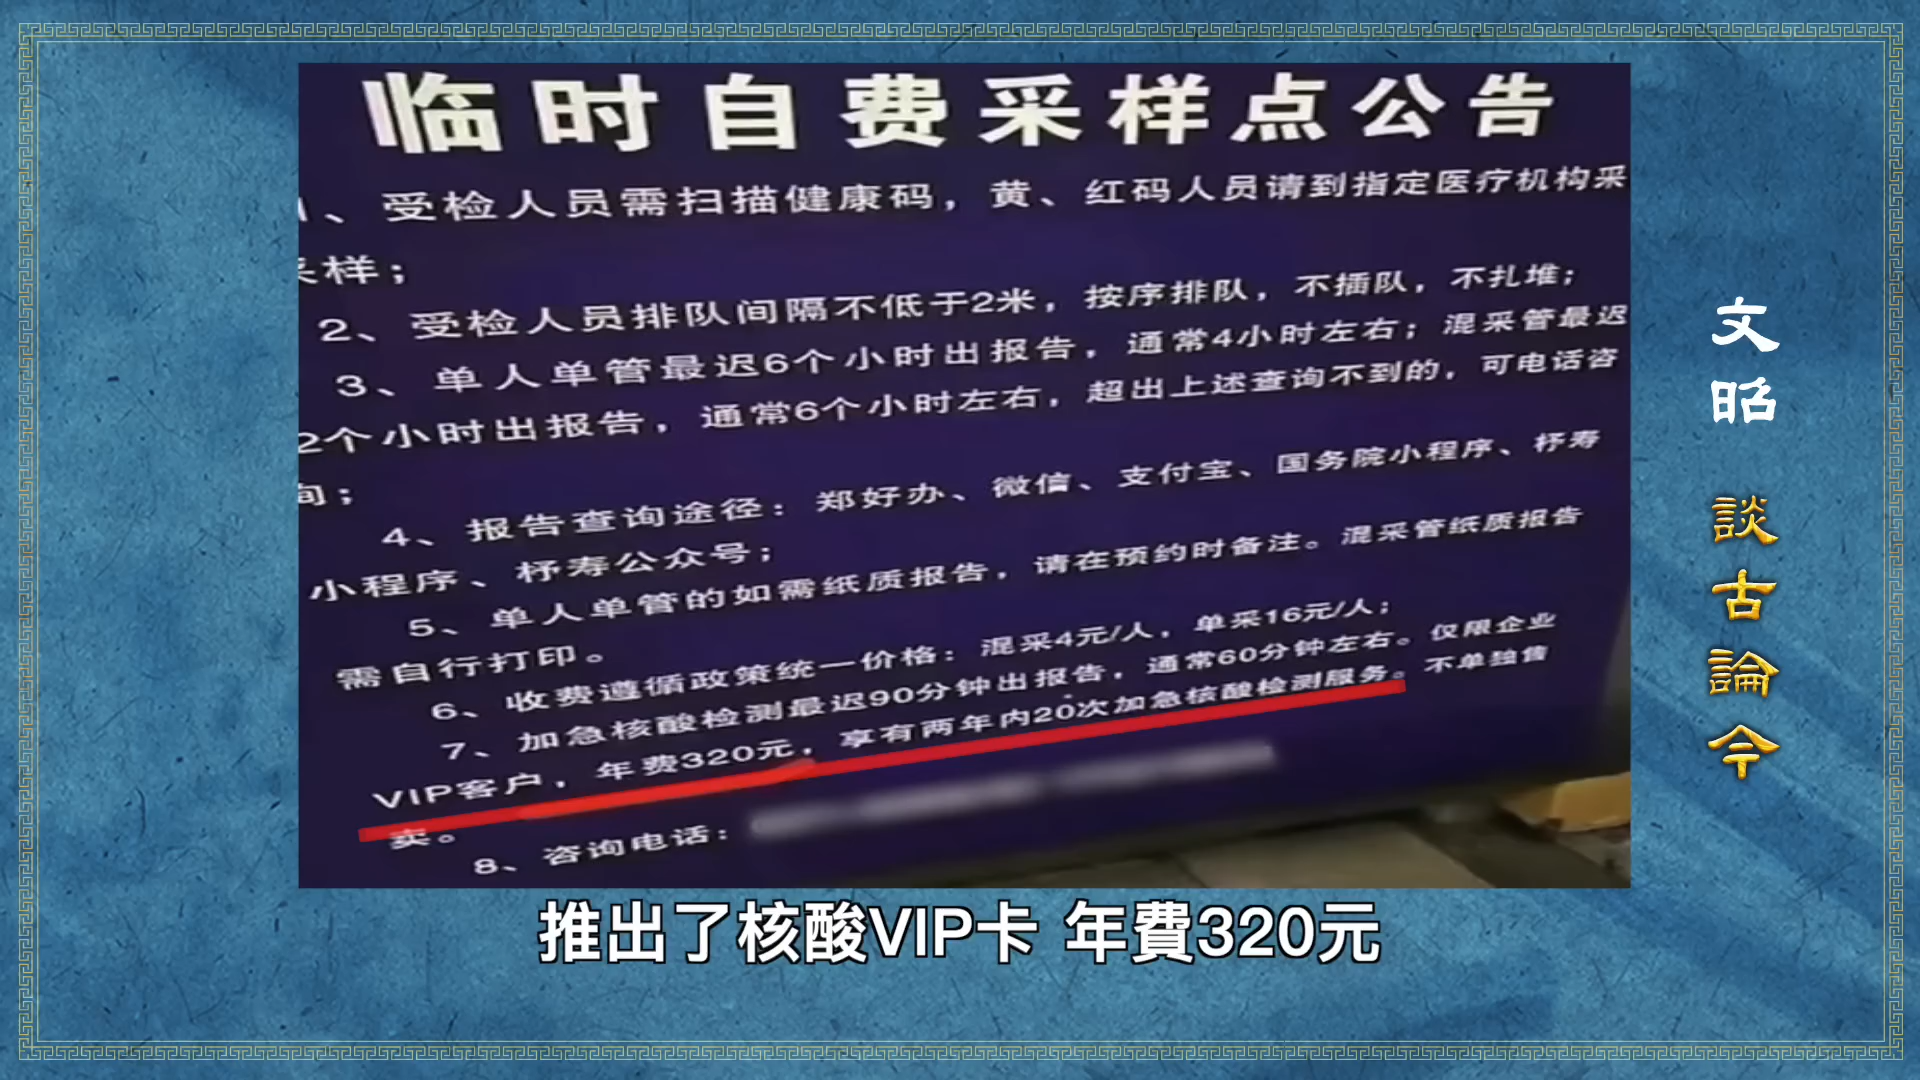 临时自费采样点公告
1、受检人员需扫描健康码，黄、红码人员请到指定医疗机构采
采样；
2、受检人员排队间隔不低于2米，按序排队，不插队，不扎堆；
3、单人单管最迟6个小时出报告，通常4小时左右；混采管最迟
2个小时出报告，通常6个小时左右，超出上述查询不到的，可电话咨
询；
4、报告查询途径：郑好办、微信、支付宝、国务院小程序、杼寿
小程序、杼寿公众号；
5、单人单管的如需纸质报告，请在预约时备注。混采管纸质报告
需自行打印。
6、收费遵循政策统一价格：混采4元/人，单采16元/人；
7、加急核酸检测最迟90分钟出报告，通常60分钟左右。仅限企业
VIP客户，年费320元，享有两年内20次加急核酸检测服务。不单独售
卖。
8、咨询电话：
推出了核酸VIP卡 年費320元
文昭 談古論今